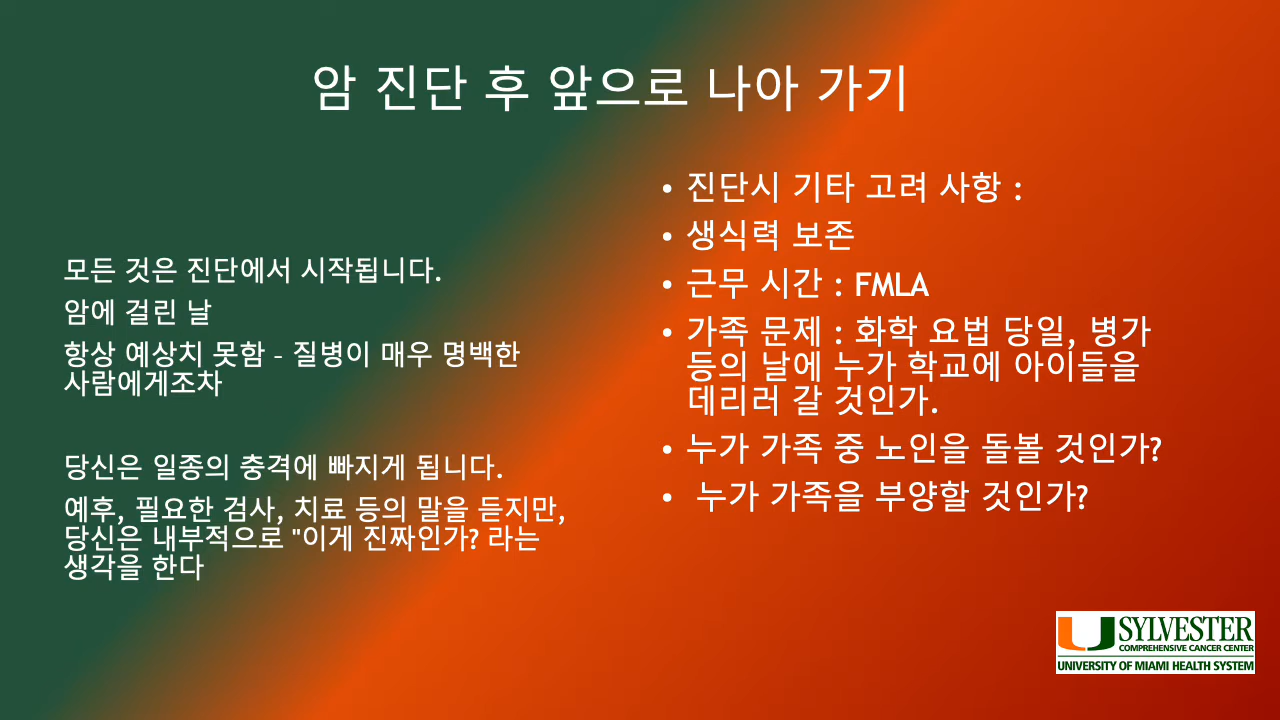 암 진단 후 앞으로 나아 가기
모든 것은 진단에서 시작됩니다.
암에 걸린 날
항상 예상치 못함 - 질병이 매우 명백한
사람에게조차
당신은 일종의 충격에 빠지게 됩니다.
예후, 필요한 검사, 치료 등의 말을 듣지만,
당신은 내부적으로 "이게 진짜인가? 라는
생각을 한다
• 진단시 기타 고려 사항 :
• 생식력 보존
• 근무 시간 : FMLA
• 가족 문제 : 화학 요법 당일, 병가
등의 날에 누가 학교에 아이들을
데리러 갈 것인가.
• 누가 가족 중 노인을 돌볼 것인가?
• 누가 가족을 부양할 것인가?
SYLVESTER
COMPREHENSIVE CANCER CENTER
UNIVERSITY OF MIAMI HEALTH SYSTEM